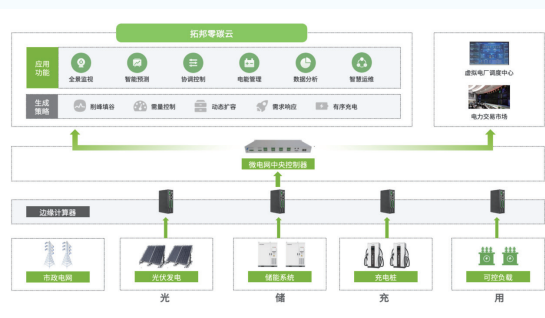 拓邦零碳云
应用
功能
全景监视
智能预测
协调控制
电能管理
数据分析
智慧运维
生成
策略
削峰填谷
需量控制
动态扩容
需求响应
有序充电
虚拟电厂调度中心
电力交易市场
微电网中央控制器
边缘计算器
市政电网
光伏发电
储能系统
充电桩
可控负载
光
储
充
用